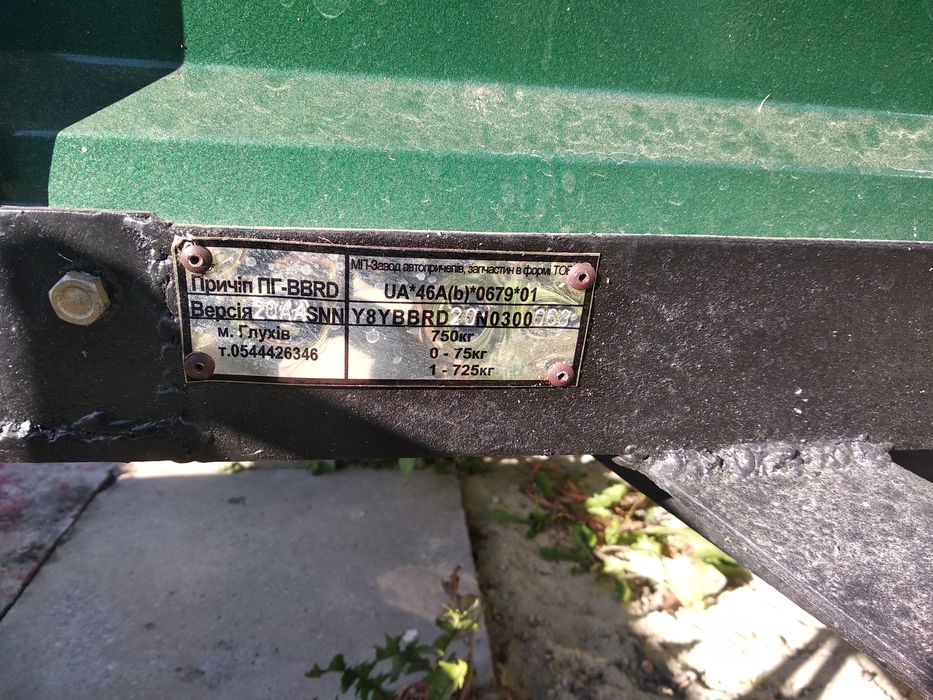 МП-Завод автопричепів, запчастин в формі ТОВ
Причіп ПГ-BBRD UA*46A(b)*0679*01
Версія SNN Y8YBBRD N0300
м. Глухів 750кг
т.0544426346 0 - 75кг
1 - 725кг